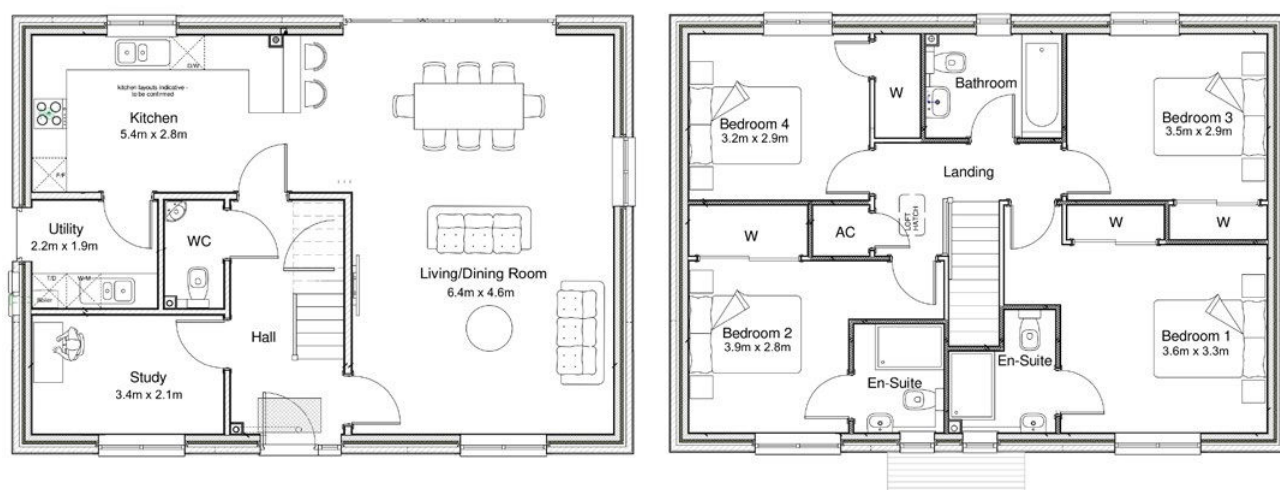 D/W
kitchen layouts indicative -
to be confirmed
Kitchen
5.4m x 2.8m
F/F
Utility
2.2m x 1.9m
WC
T/D
W-M
Boiler
Living/Dining Room
6.4m x 4.6m
Hall
Study
3.4m x 2.1m
Bathroom
W
Bedroom 4
3.2m x 2.9m
Bedroom 3
3.5m x 2.9m
Landing
LOFT
HATCH
W
AC
W
W
Bedroom 2
3.9m x 2.8m
Bedroom 1
3.6m x 3.3m
En-Suite
En-Suite